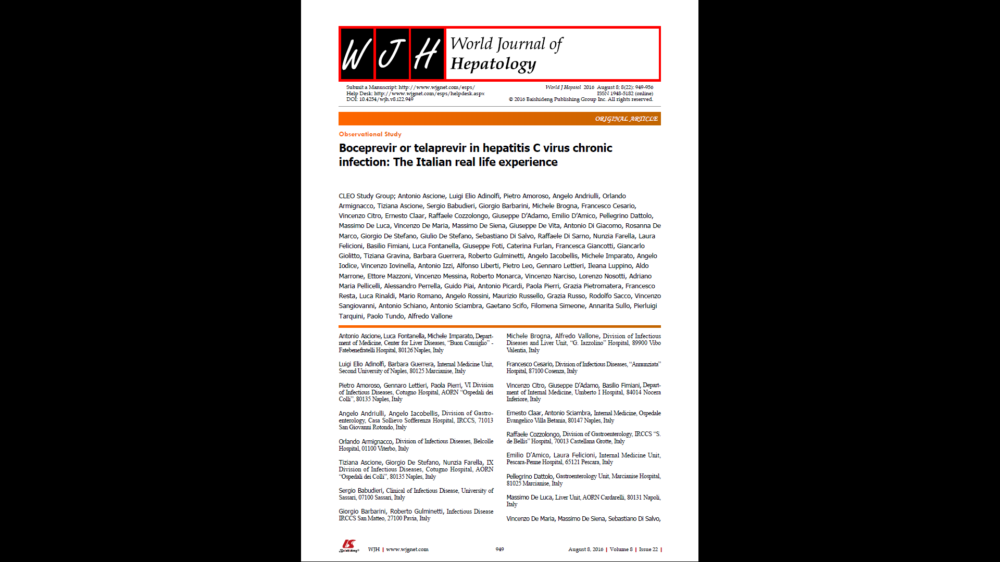 W J H
World Journal of
Hepatology
Submit a Manuscript: http://www.wjgnet.com/esps/
Help Desk: http://www.wjgnet.com/esps/helpdesk.aspx
DOI: 10.4254/wjh.v8.i22.949
World J Hepatol 2016 August 8; 8(22): 949-956
ISSN 1948-5182 (online)
© 2016 Baishideng Publishing Group Inc. All rights reserved.
ORIGINAL ARTICLE
Observational Study
Boceprevir or telaprevir in hepatitis C virus chronic
infection: The Italian real life experience
CLEO Study Group; Antonio Ascione, Luigi Elio Adinolfi, Pietro Amoroso, Angelo Andriulli, Orlando
Armignacco, Tiziana Ascione, Sergio Babudieri, Giorgio Barbarini, Michele Brogna, Francesco Cesario,
Vincenzo Citro, Ernesto Claar, Raffaele Cozzolongo, Giuseppe D’Adamo, Emilio D’Amico, Pellegrino Dattolo,
Massimo De Luca, Vincenzo De Maria, Massimo De Siena, Giuseppe De Vita, Antonio Di Giacomo, Rosanna De
Marco, Giorgio De Stefano, Giulio De Stefano, Sebastiano Di Salvo, Raffaele Di Sarno, Nunzia Farella, Laura
Felicioni, Basilio Fimiani, Luca Fontanella, Giuseppe Foti, Caterina Furlan, Francesca Giancotti, Giancarlo
Giolitto, Tiziana Gravina, Barbara Guerrera, Roberto Gulminetti, Angelo Iacobellis, Michele Imparato, Angelo
Iodice, Vincenzo Iovinella, Antonio Izzi, Alfonso Liberti, Pietro Leo, Gennaro Lettieri, Ileana Luppino, Aldo
Marrone, Ettore Mazzoni, Vincenzo Messina, Roberto Monarca, Vincenzo Narciso, Lorenzo Nosotti, Adriano
Maria Pellicelli, Alessandro Perrella, Guido Piai, Antonio Picardi, Paola Pierri, Grazia Pietromatera, Francesco
Resta, Luca Rinaldi, Mario Romano, Angelo Rossini, Maurizio Russello, Grazia Russo, Rodolfo Sacco, Vincenzo
Sangiovanni, Antonio Schiano, Antonio Sciambra, Gaetano Scifo, Filomena Simeone, Annarita Sullo, Pierluigi
Tarquini, Paolo Tundo, Alfredo Vallone
Antonio Ascione, Luca Fontanella, Michele Imparato, Depart-
ment of Medicine, Center for Liver Diseases, “Buon Consiglio” -
Fatebenefratelli Hospital, 80126 Naples, Italy
Luigi Elio Adinolfi, Barbara Guerrera, Internal Medicine Unit,
Second University of Naples, 80125 Marcianise, Italy
Pietro Amoroso, Gennaro Lettieri, Paola Pierri, VI Division
of Infectious Diseases, Cotugno Hospital, AORN “Ospedali dei
Colli”, 80135 Naples, Italy
Angelo Andriulli, Angelo Iacobellis, Division of Gastro-
enterology, Casa Sollievo Sofferenza Hospital, IRCCS, 71013
San Giovanni Rotondo, Italy
Orlando Armignacco, Division of Infectious Diseases, Belcolle
Hospital, 01100 Viterbo, Italy
Tiziana Ascione, Giorgio De Stefano, Nunzia Farella, IX
Division of Infectious Diseases, Cotugno Hospital, AORN
“Ospedali dei Colli”, 80135 Naples, Italy
Sergio Babudieri, Clinical of Infectious Disease, University of
Sassari, 07100 Sassari, Italy
Giorgio Barbarini, Roberto Gulminetti, Infectious Disease
IRCCS San Matteo, 27100 Pavia, Italy
Michele Brogna, Alfredo Vallone, Division of Infectious
Diseases and Liver Unit, “G. Iazzolino” Hospital, 89900 Vibo
Valentia, Italy
Francesco Cesario, Division of Infectious Diseases, “Annunziata”
Hospital, 87100 Cosenza, Italy
Vincenzo Citro, Giuseppe D’Adamo, Basilio Fimiani, Depart-
ment of Internal Medicine, Umberto I Hospital, 84014 Nocera
Inferiore, Italy
Ernesto Claar, Antonio Sciambra, Internal Medicine, Ospedale
Evangelico Villa Betania, 80147 Naples, Italy
Raffaele Cozzolongo, Division of Gastroenterology, IRCCS “S.
de Bellis” Hospital, 70013 Castellana Grotte, Italy
Emilio D’Amico, Laura Felicioni, Internal Medicine Unit,
Pescara-Penne Hospital, 65121 Pescara, Italy
Pellegrino Dattolo, Gastroenterology Unit, Marcianise Hospital,
81025 Marcianise, Italy
Massimo De Luca, Liver Unit, AORN Cardarelli, 80131 Napoli,
Italy
Vincenzo De Maria, Massimo De Siena, Sebastiano Di Salvo,
Baishideng®
WJH | www.wjgnet.com
949
August 8, 2016 | Volume 8 | Issue 22 |